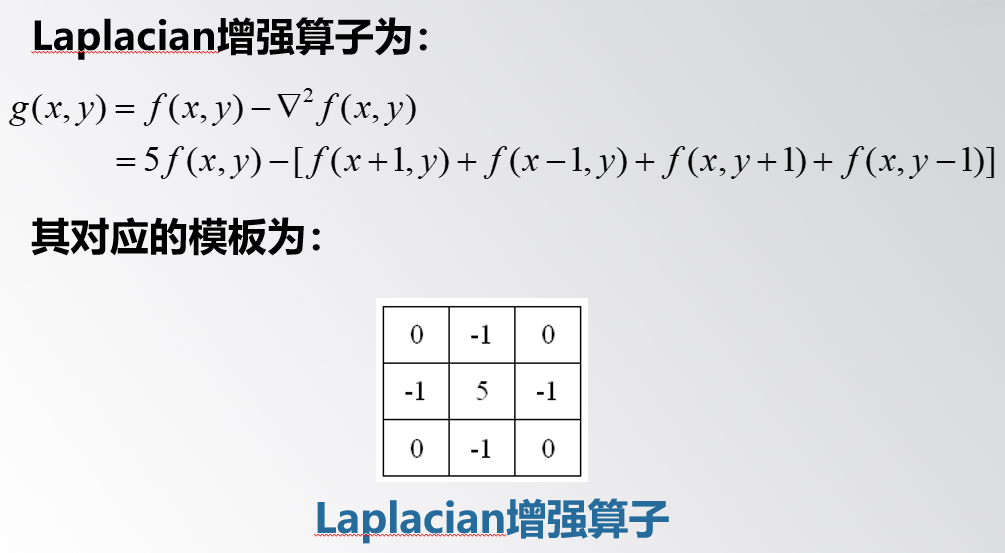 Laplacian增强算子为：
g(x, y) = f(x, y) − ∇²f(x, y)
= 5f(x, y) −[f(x+1, y) + f(x−1, y) + f(x, y+1) + f(x, y−1)]
其对应的模板为：
0 -1 0
-1 5 -1
0 -1 0
Laplacian增强算子